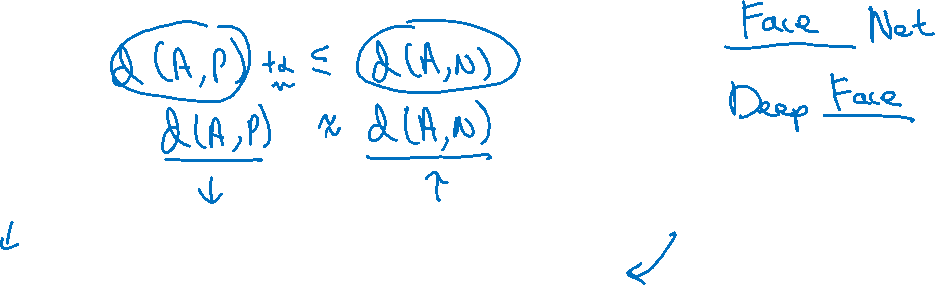 d(A,P) + α ≤ d(A,N)
d(A,P) ≈ d(A,N)
↓ ↑
Face Net
Deep Face